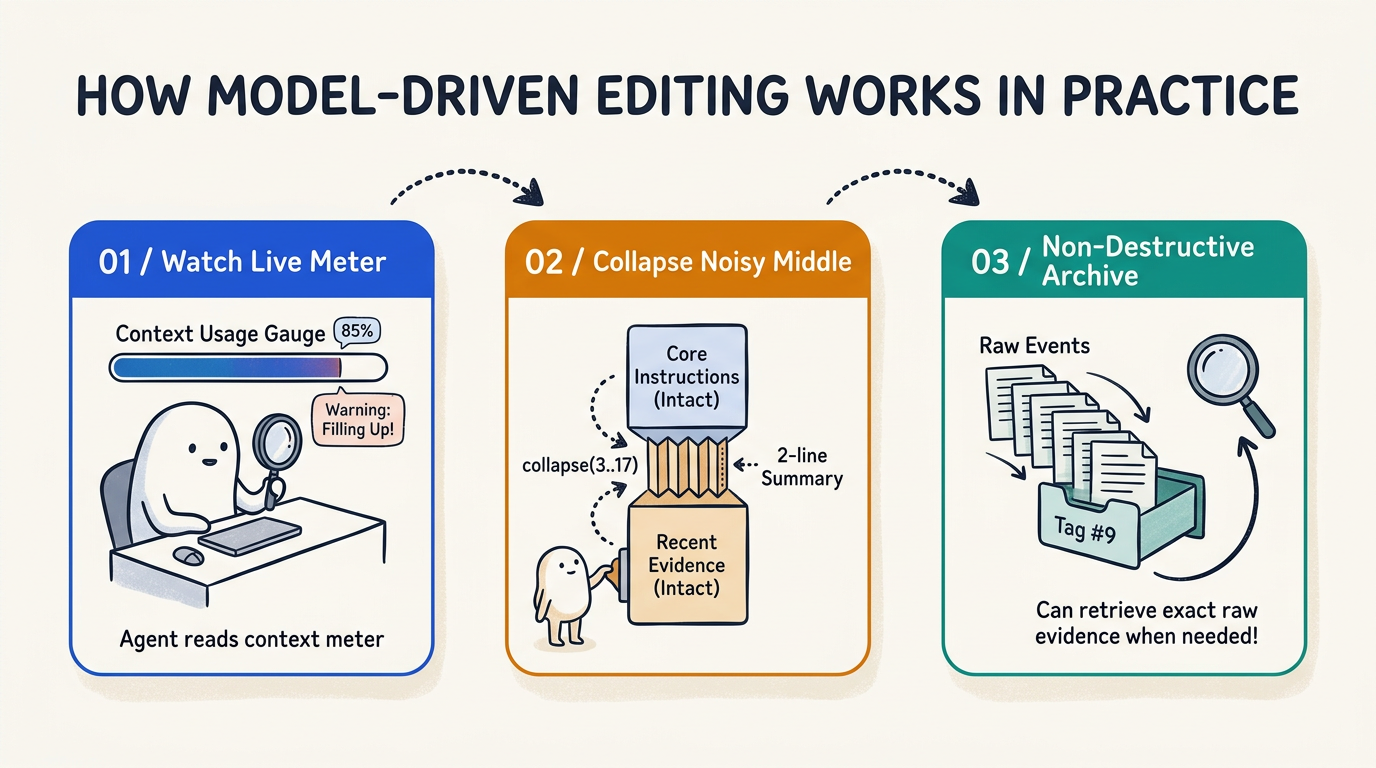 HOW MODEL-DRIVEN EDITING WORKS IN PRACTICE
01 / Watch Live Meter
Context Usage Gauge
85%
Warning:
Filling Up!
Agent reads context meter
02 / Collapse Noisy Middle
Core
Instructions
(Intact)
collapse(3..17)
2-line
Summary
Recent
Evidence
(Intact)
03 / Non-Destructive
Archive
Raw Events
Tag #9
Can retrieve exact raw
evidence when needed!